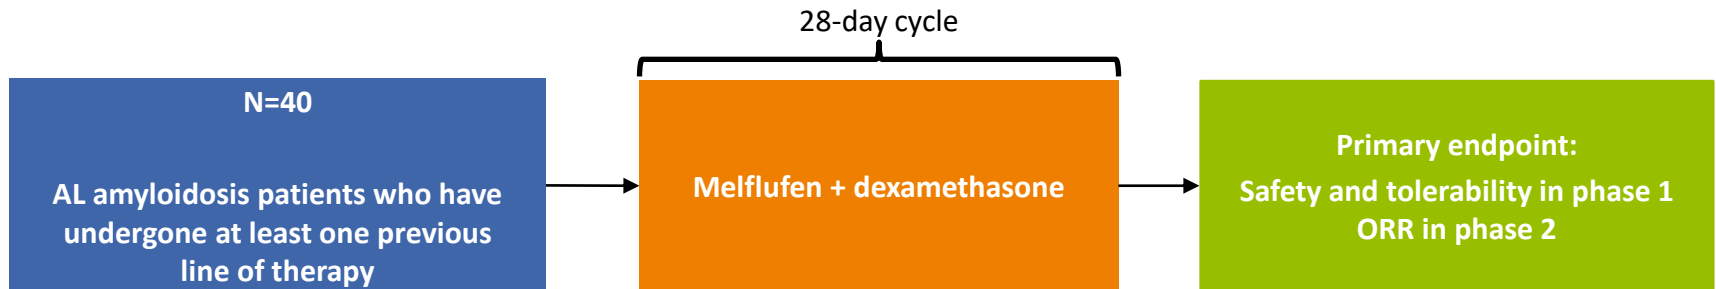 28-day cycle
N=40
AL amyloidosis patients who have
undergone at least one previous
line of therapy
Melflufen + dexamethasone
Primary endpoint:
Safety and tolerability in phase 1
ORR in phase 2